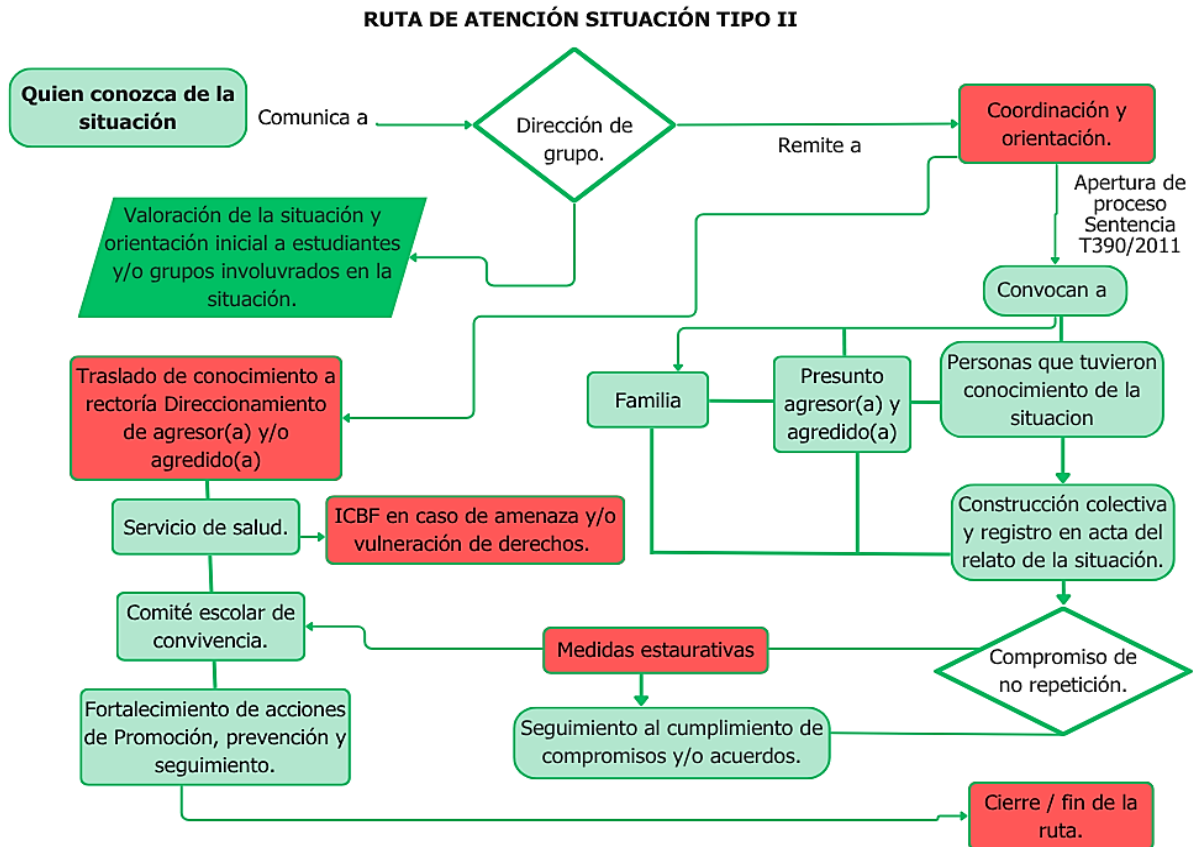 RUTA DE ATENCIÓN SITUACIÓN TIPO II
Quien conozca de la
situación
Comunica a
Dirección de
grupo.
Remite a
Coordinación y
orientación.
Valoración de la situación y
orientación inicial a estudiantes
y/o grupos involuvrados en la
situación.
Apertura de
proceso
Sentencia
T390/2011
Convocan a
Familia
Presunto
agresor(a) y
agredido(a)
Personas que tuvieron
conocimiento de la
situacion
Traslado de conocimiento a
rectoría Direccionamiento
de agresor(a) y/o
agredido(a)
Servicio de salud.
ICBF en caso de amenaza y/o
vulneración de derechos.
Construcción colectiva
y registro en acta del
relato de la situación.
Comité escolar de
convivencia.
Medidas estaurativas
Compromiso de
no repetición.
Fortalecimiento de acciones
de Promoción, prevención y
seguimiento.
Seguimiento al cumplimiento de
compromisos y/o acuerdos.
Cierre / fin de la
ruta.